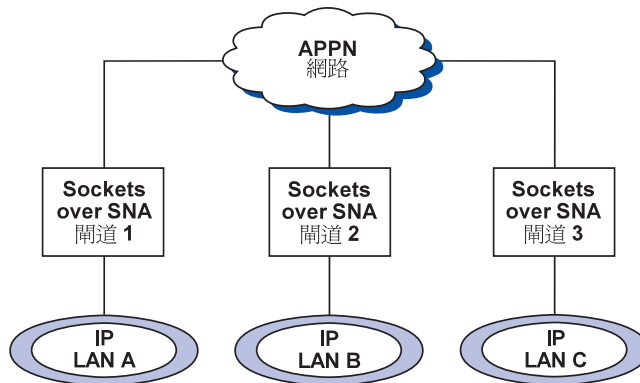 APPN
網路
Sockets
over SNA
閘道 1
Sockets
over SNA
閘道 2
Sockets
over SNA
閘道 3
IP
LAN A
IP
LAN B
IP
LAN C